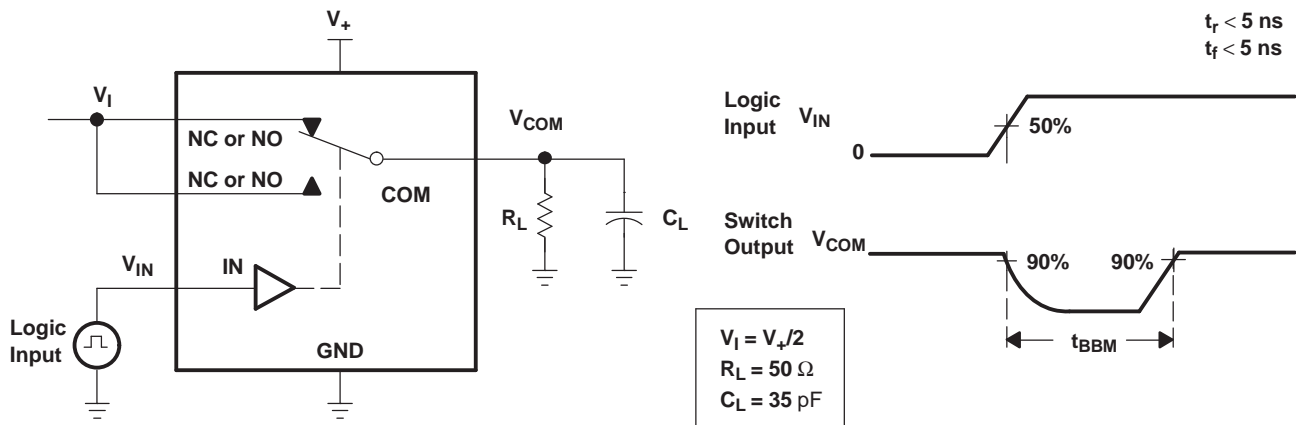 V+
VI
NC or NO
NC or NO
COM
VCOM
RL
CL
VIN
IN
Logic
Input
GND
tr < 5 ns
tf < 5 ns
Logic
Input
VIN
50%
0
Switch
Output
VCOM
90%
90%
tBBM
VI = V+/2
RL = 50 Ω
CL = 35 pF